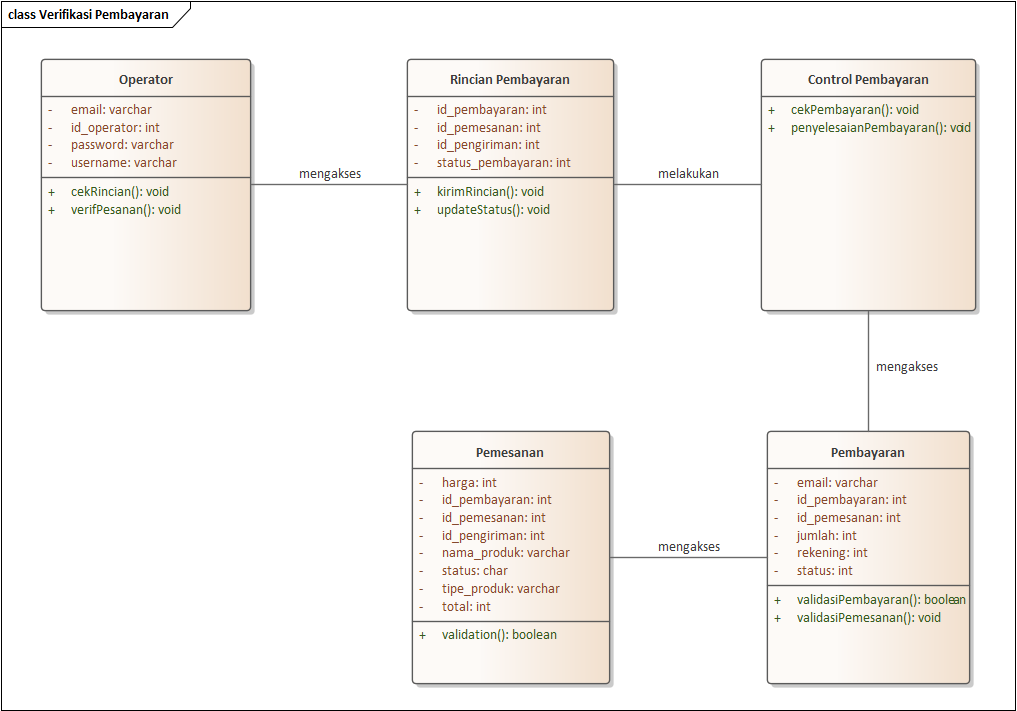 class Verifikasi Pembayaran
Operator
- email: varchar
- id_operator: int
- password: varchar
- username: varchar
+ cekRincian(): void
+ verifPesanan(): void
mengakses
Rincian Pembayaran
- id_pembayaran: int
- id_pemesanan: int
- id_pengiriman: int
- status_pembayaran: int
+ kirimRincian(): void
+ updateStatus(): void
melakukan
Control Pembayaran
+ cekPembayaran(): void
+ penyelesaianPembayaran(): void
mengakses
Pemesanan
- harga: int
- id_pembayaran: int
- id_pemesanan: int
- id_pengiriman: int
- nama_produk: varchar
- status: char
- tipe_produk: varchar
- total: int
+ validation(): boolean
mengakses
Pembayaran
- email: varchar
- id_pembayaran: int
- id_pemesanan: int
- jumlah: int
- rekening: int
- status: int
+ validasiPembayaran(): boolean
+ validasiPemesanan(): void